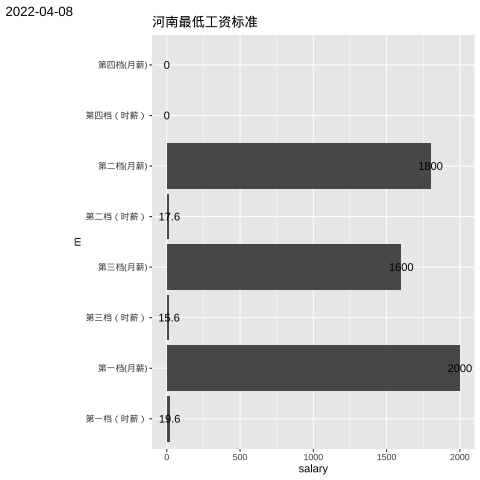 2022-04-08
河南最低工资标准
第四档(月薪)
0
第四档（时薪）
0
第二档(月薪)
1800
第二档（时薪）
17.6
第三档(月薪)
1600
第三档（时薪）
15.6
第一档(月薪)
2000
第一档（时薪）
19.6
m
0 500 1000 1500 2000
salary